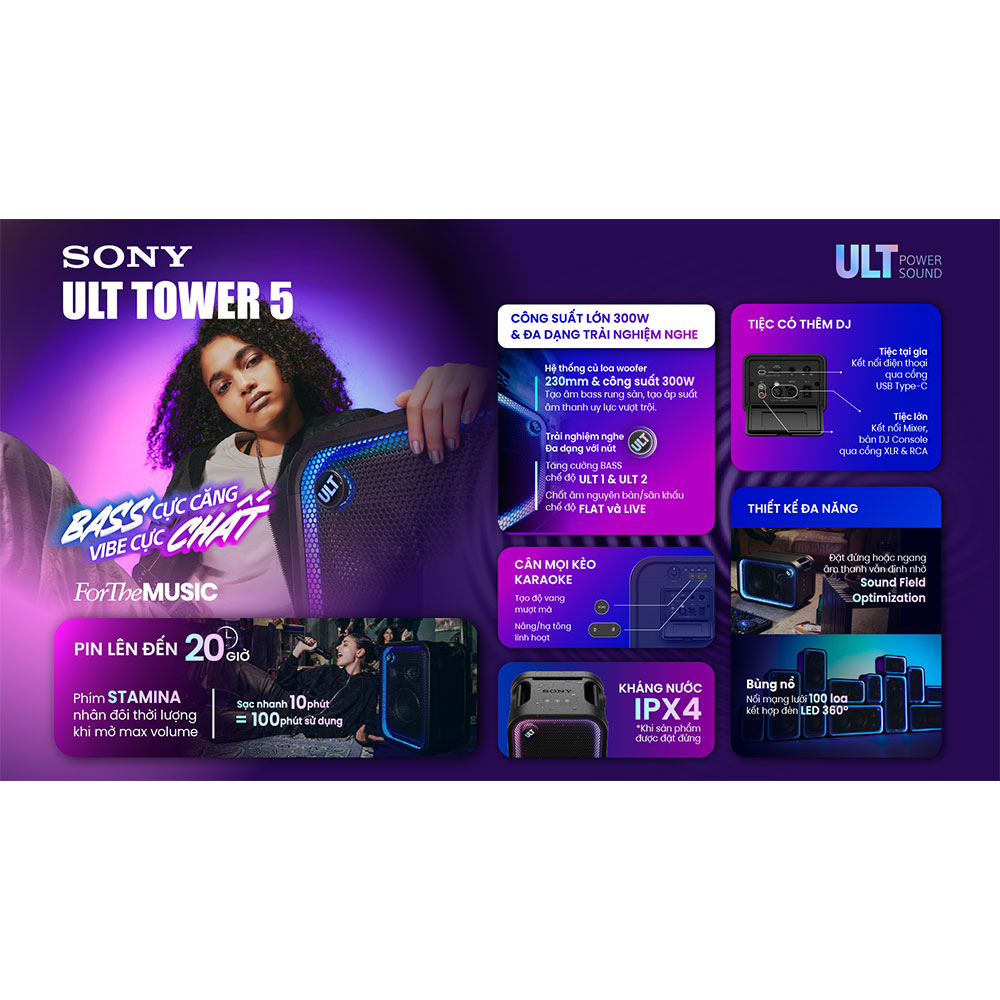 SONY
ULT TOWER 5
BASS CỰC CĂNG
VIBE CỰC CHẤT
ForTheMUSIC
PIN LÊN ĐẾN 20 GIỜ
Phím STAMINA
nhân đôi thời lượng
khi mở max volume
Sạc nhanh 10phút
= 100phút sử dụng
ULT POWER SOUND
CÔNG SUẤT LỚN 300W
& ĐA DẠNG TRẢI NGHIỆM NGHE
Hệ thống củ loa woofer
230mm & công suất 300W
Tạo âm bass rung sàn, tạo áp suất
âm thanh uy lực vượt trội.
Trải nghiệm nghe
Đa dạng với nút
ULT
Tăng cường BASS
chế độ ULT 1 & ULT 2
Chất âm nguyên bản/sân khấu
chế độ FLAT và LIVE
CÂN MỌI KÈO
KARAOKE
Tạo độ vang
mượt mà
Nâng/hạ tông
linh hoạt
KHÁNG NƯỚC
IPX4
*Khi sản phẩm
được đặt đứng
SONY
ULT
TIỆC CÓ THÊM DJ
Tiệc tại gia
Kết nối điện thoại
qua cổng
USB Type-C
Tiệc lớn
Kết nối Mixer,
bàn DJ Console
qua cổng XLR & RCA
THIẾT KẾ ĐA NĂNG
Đặt đứng hoặc ngang
âm thanh vẫn đỉnh nhờ
Sound Field
Optimization
Bùng nổ
Nối mạng lưới 100 loa
kết hợp đèn LED 360°
ULT